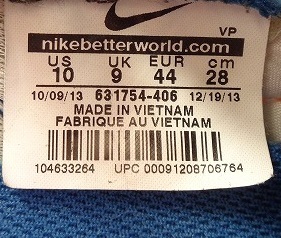 VP
nikebetterworld.com
US UK EUR cm
10 9 44 28
10/09/13 631754-406 12/19/13
MADE IN VIETNAM
FABRIQUE AU VIETNAM
104633264 UPC 00091208706764